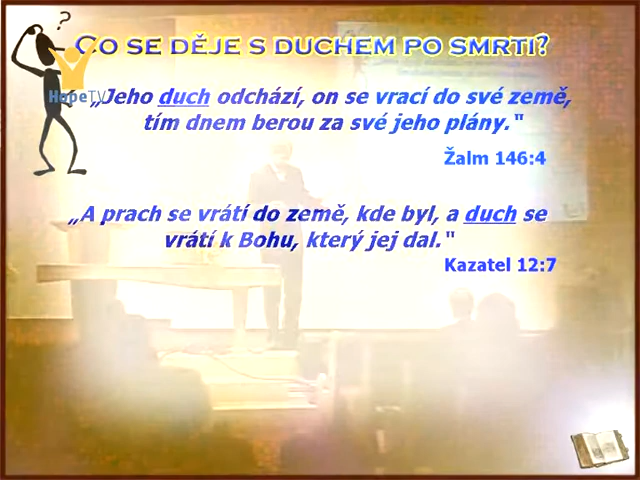 ?
CO SE DĚJE S DUCHEM PO SMRTI?
HopeTV
„Jeho duch odchází, on se vrací do své země,
tím dnem berou za své jeho plány."
Žalm 146:4
„A prach se vrátí do země, kde byl, a duch se
vrátí k Bohu, který jej dal."
Kazatel 12:7